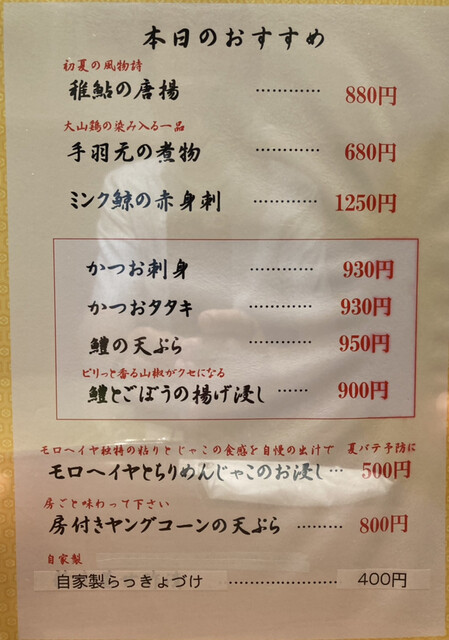 本日のおすすめ
初夏の風物詩
稚鮎の唐揚 ………… 880円
大山鶏の染み入る一品
手羽元の煮物 ………… 680円
ミンク鯨の赤身刺 ………… 1250円
かつお刺身 ………… 930円
かつおタタキ ………… 930円
鱧の天ぷら ………… 950円
ピリっと香る山椒がクセになる
鱧とごぼうの揚げ浸し …… 900円
モロヘイヤ独特の粘りとじゃこの食感を自慢の出汁で 夏バテ予防に
モロヘイヤとちりめんじゃこのお浸し… 500円
房ごと味わって下さい
房付きヤングコーンの天ぷら ……… 800円
自家製
自家製らっきょづけ ……………… 400円